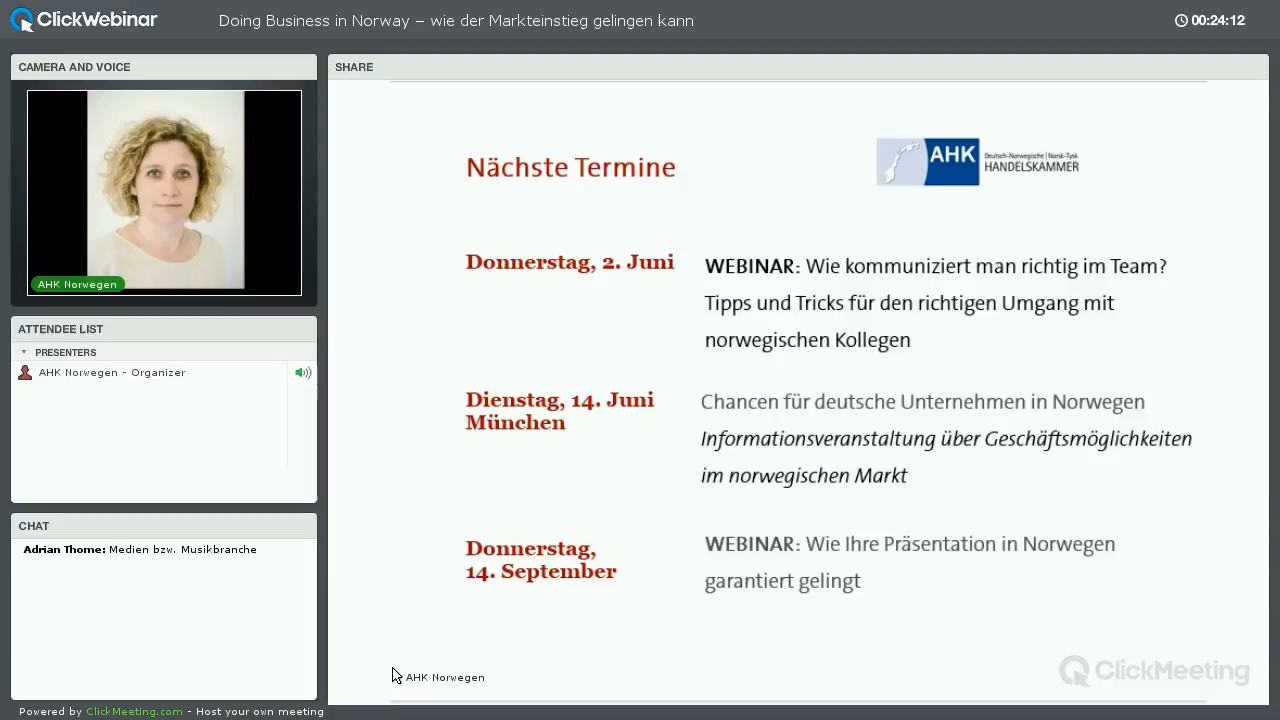 ClickWebinar
Doing Business in Norway – wie der Markteinstieg gelingen kann
00:24:12
CAMERA AND VOICE
AHK Norwegen
ATTENDEE LIST
PRESENTERS
AHK Norwegen - Organizer
CHAT
Adrian Thome: Medien bzw. Musikbranche
Powered by ClickMeeting.com - Host your own meeting
SHARE
Nächste Termine
AHK
Deutsch-Norwegische | Norsk-Tysk
HANDELSKAMMER
Donnerstag, 2. Juni
WEBINAR: Wie kommuniziert man richtig im Team?
Tipps und Tricks für den richtigen Umgang mit
norwegischen Kollegen
Dienstag, 14. Juni
München
Chancen für deutsche Unternehmen in Norwegen
Informationsveranstaltung über Geschäftsmöglichkeiten
im norwegischen Markt
Donnerstag,
14. September
WEBINAR: Wie Ihre Präsentation in Norwegen
garantiert gelingt
AHK Norwegen
ClickMeeting